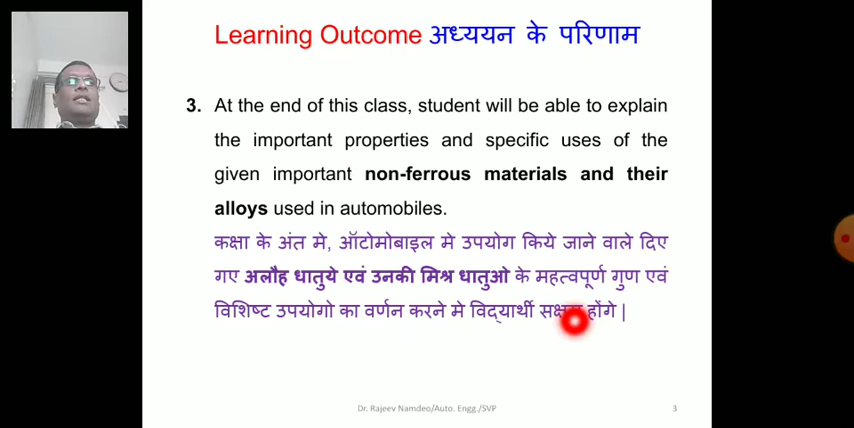 Learning Outcome अध्ययन के परिणाम
3. At the end of this class, student will be able to explain
the important properties and specific uses of the
given important non-ferrous materials and their
alloys used in automobiles.
कक्षा के अंत मे, ऑटोमोबाइल मे उपयोग किये जाने वाले दिए
गए अलौह धातुये एवं उनकी मिश्र धातुओ के महत्वपूर्ण गुण एवं
विशिष्ट उपयोगो का वर्णन करने मे विद्यार्थी होंगे |
Dr. Rajeev Namdeo/Auto. Engg./SVP 3